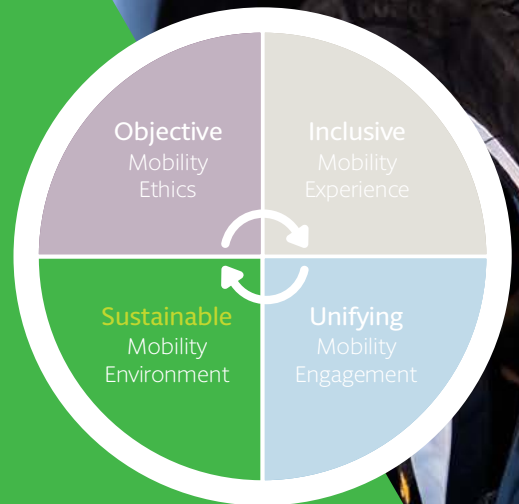 Objective
Mobility
Ethics
Inclusive
Mobility
Experience
Sustainable
Mobility
Environment
Unifying
Mobility
Engagement